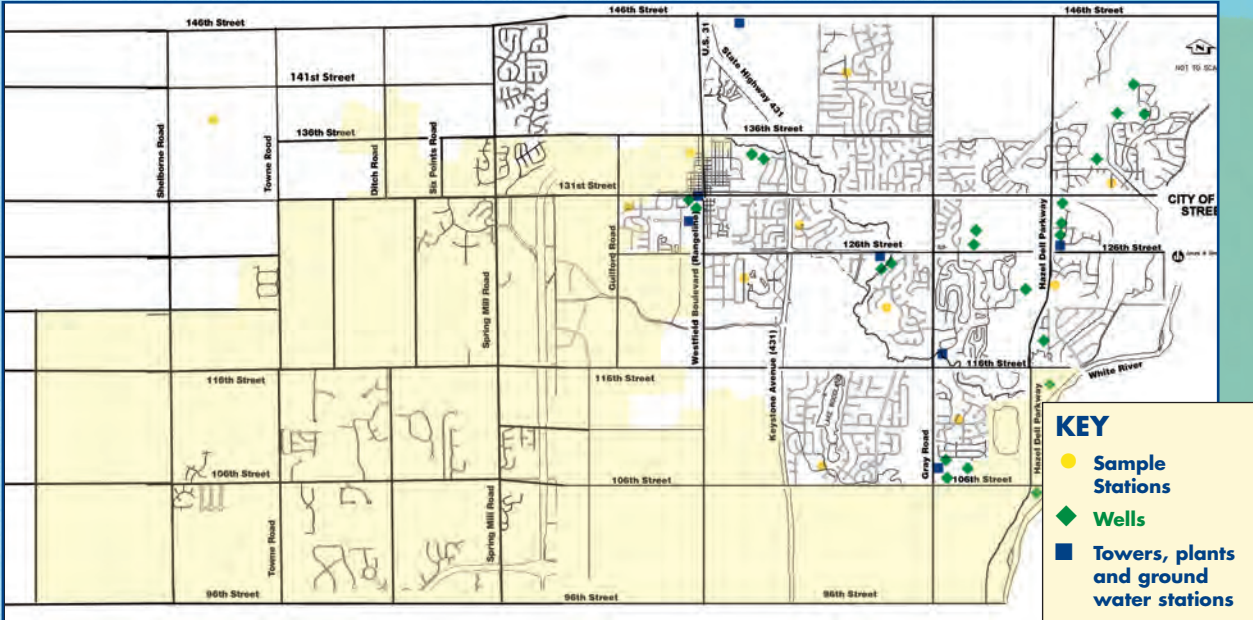 146th Street
146th Street
146th Street
U.S. 31
State Highway 431
N
NOT TO SCA
141st Street
136th Street
136th Street
Shelborne Road
Towne Road
Ditch Road
Six Points Road
131st Street
CITY OF
STREE
Guilford Road
Westfield Boulevard (Rangeline)
126th Street
126th Street
Hazel Dell Parkway
Spring Mill Road
Keystone Avenue (431)
116th Street
116th Street
116th Street
White River
LAKE WOODLAND
Gray Road
Hazel Dell Parkway
106th Street
106th Street
106th Street
Towne Road
Spring Mill Road
96th Street
96th Street
96th Street
KEY
Sample
Stations
Wells
Towers, plants
and ground
water stations